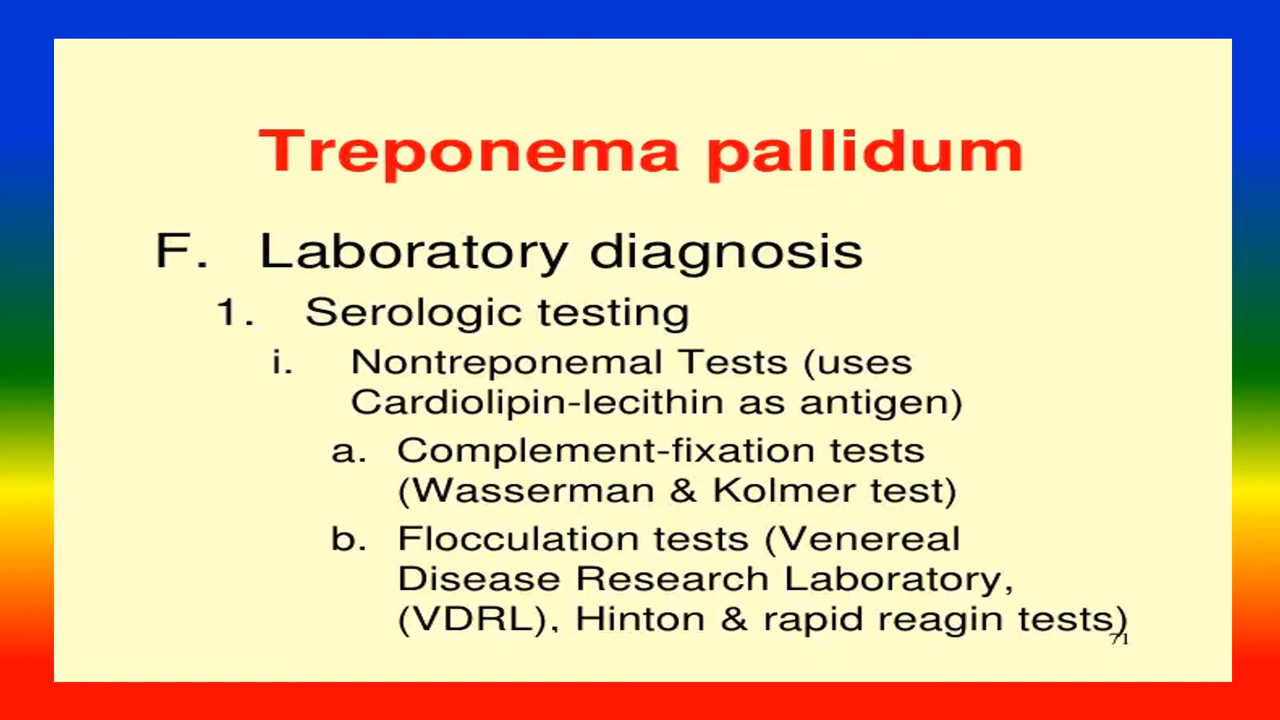 Treponema pallidum
F. Laboratory diagnosis
1. Serologic testing
i. Nontreponemal Tests (uses
Cardiolipin-lecithin as antigen)
a. Complement-fixation tests
(Wasserman & Kolmer test)
b. Flocculation tests (Venereal
Disease Research Laboratory,
(VDRL), Hinton & rapid reagin tests)
71